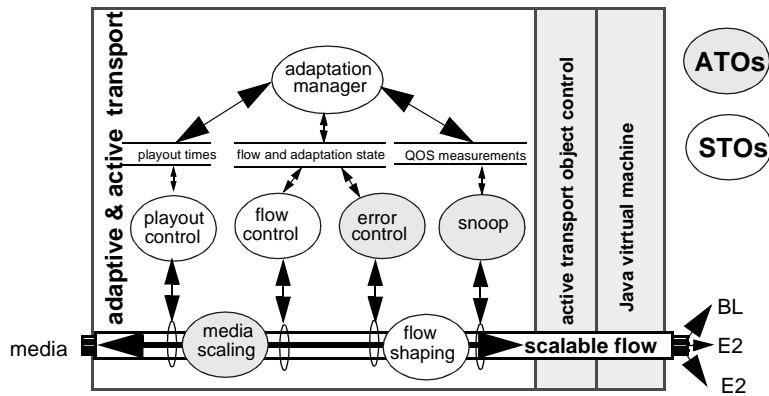 adaptive & active transport
adaptation
manager
playout times
flow and adaptation state
QOS measurements
playout
control
flow
control
error
control
snoop
media
media
scaling
flow
shaping
scalable flow
active transport object control
Java vitrtual machine
ATOs
STOs
BL
E2
E2